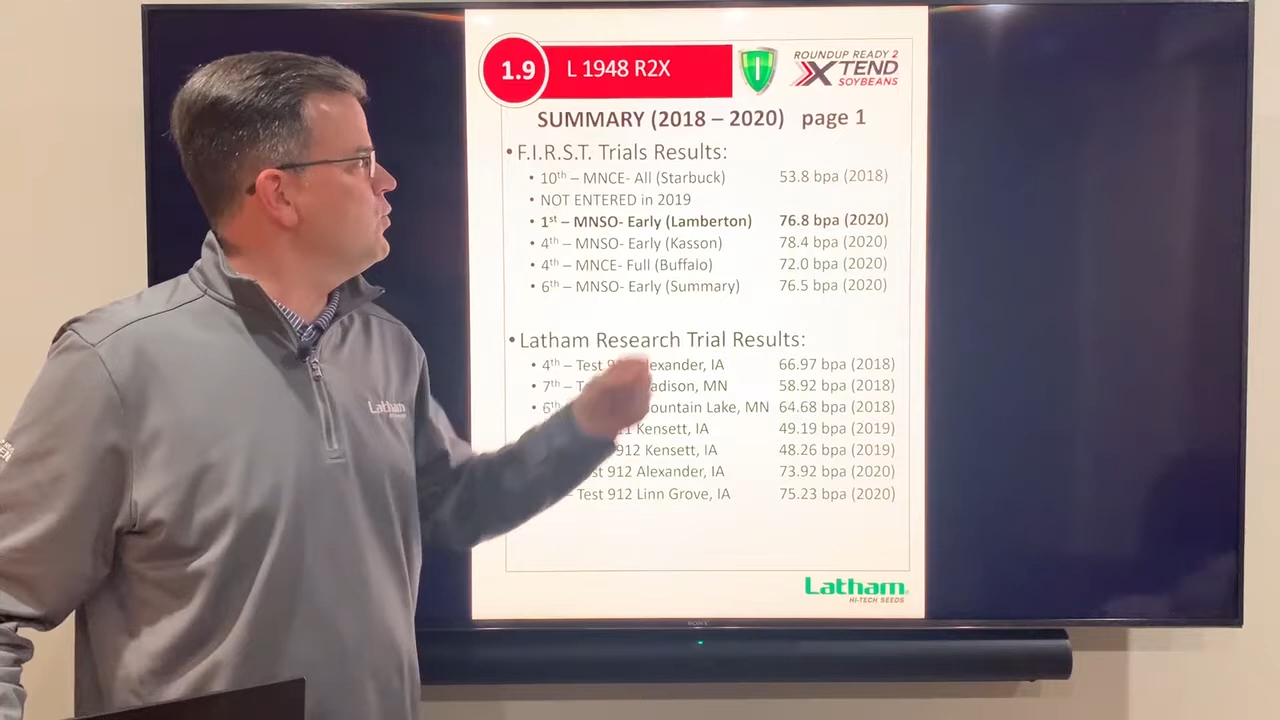 1.9 L 1948 R2X
ROUNDUP READY 2
XTEND
SOYBEANS
SUMMARY (2018 – 2020) page 1
• F.I.R.S.T. Trials Results:
• 10th – MNCE- All (Starbuck) 53.8 bpa (2018)
• NOT ENTERED in 2019
• 1st – MNSO- Early (Lamberton) 76.8 bpa (2020)
• 4th – MNSO- Early (Kasson) 78.4 bpa (2020)
• 4th – MNCE- Full (Buffalo) 72.0 bpa (2020)
• 6th – MNSO- Early (Summary) 76.5 bpa (2020)
• Latham Research Trial Results:
• 4th – Test IA 66.97 bpa (2018)
• 7th – MN 58.92 bpa (2018)
• 6th Lake, MN 64.68 bpa (2018)
Kensett, IA 49.19 bpa (2019)
912 Kensett, IA 48.26 bpa (2019)
912 Alexander, IA 73.92 bpa (2020)
– Test 912 Linn Grove, IA 75.23 bpa (2020)
Latham
HI-TECH SEEDS
Latham
SONY